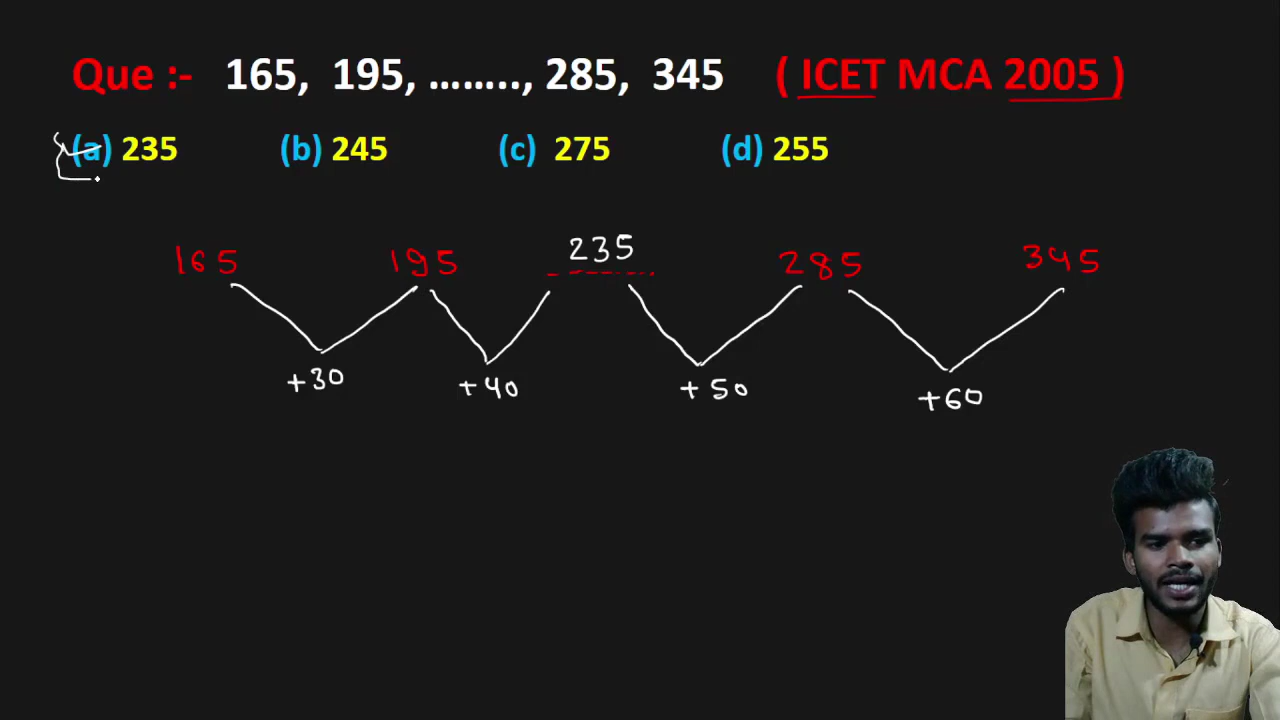 Que :- 165, 195, …….., 285, 345 ( ICET MCA 2005 )
(a) 235 (b) 245 (c) 275 (d) 255
165 195 235 285 345
+30 +40 +50 +60